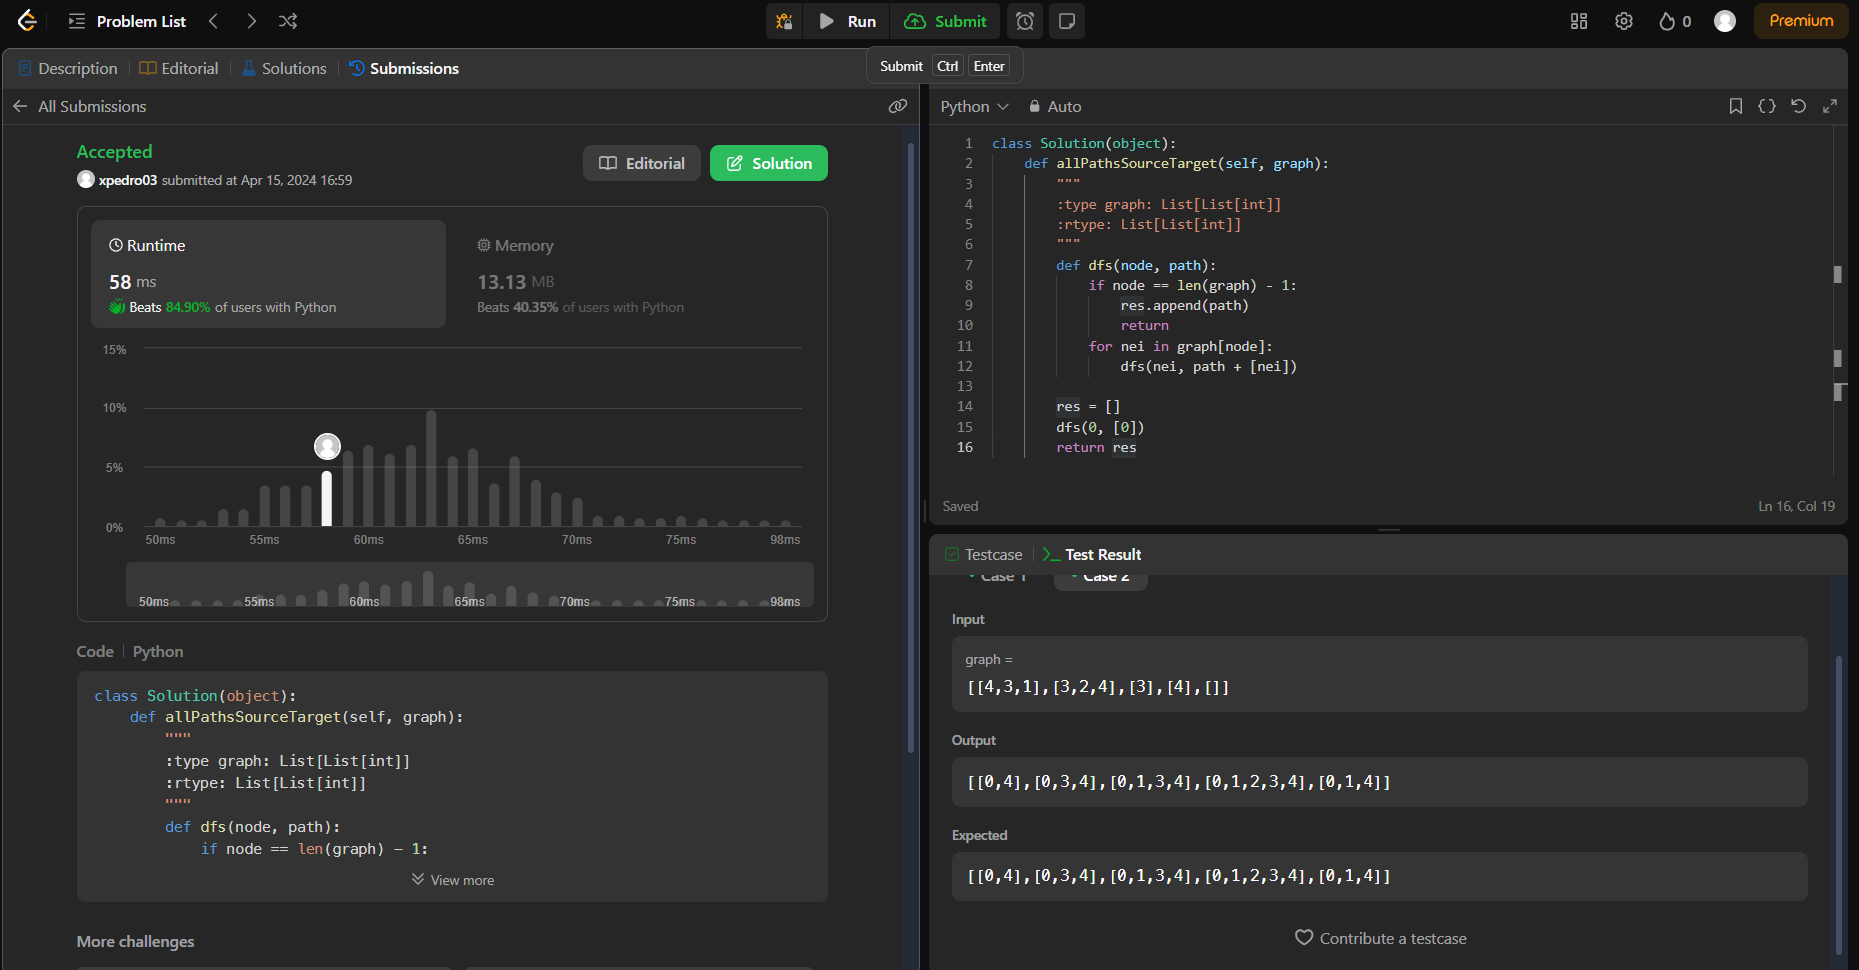 Problem List
Run
Submit
0
Premium
Description
Editorial
Solutions
Submissions
Submit Ctrl Enter
All Submissions
Accepted
xpedro03 submitted at Apr 15, 2024 16:59
Editorial
Solution
Runtime
58 ms
Beats 84.90% of users with Python
Memory
13.13 MB
Beats 40.35% of users with Python
15%
10%
5%
0%
50ms 55ms 60ms 65ms 70ms 75ms 98ms
50ms 55ms 60ms 65ms 70ms 75ms 98ms
Code | Python
class Solution(object):
    def allPathsSourceTarget(self, graph):
        """
        :type graph: List[List[int]]
        :rtype: List[List[int]]
        """
        def dfs(node, path):
            if node == len(graph) - 1:
View more
More challenges
Python
Auto
1 class Solution(object):
2     def allPathsSourceTarget(self, graph):
3         """
4         :type graph: List[List[int]]
5         :rtype: List[List[int]]
6         """
7         def dfs(node, path):
8             if node == len(graph) - 1:
9                 res.append(path)
10                 return
11             for nei in graph[node]:
12                 dfs(nei, path + [nei])
13
14         res = []
15         dfs(0, [0])
16         return res
Saved
Ln 16, Col 19
Testcase
Test Result
Case 1
Case 2
Input
graph =
[[4,3,1],[3,2,4],[3],[4],[]]
Output
[[0,4],[0,3,4],[0,1,3,4],[0,1,2,3,4],[0,1,4]]
Expected
[[0,4],[0,3,4],[0,1,3,4],[0,1,2,3,4],[0,1,4]]
Contribute a testcase